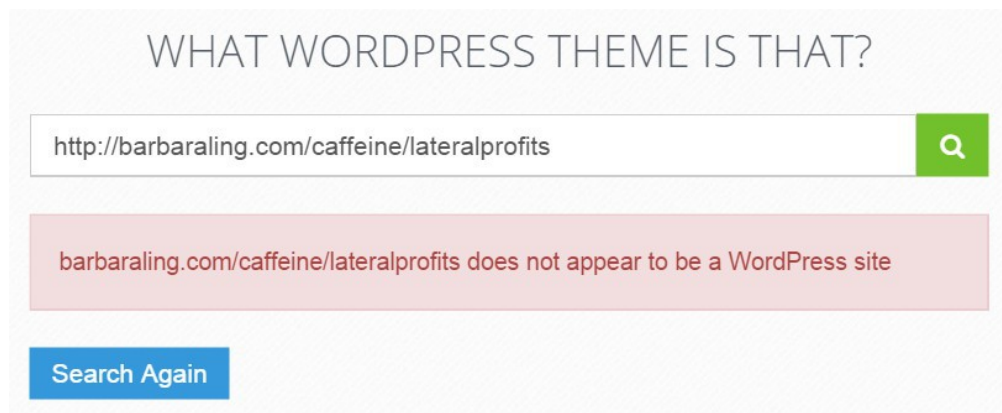 WHAT WORDPRESS THEME IS THAT?
http://barbaraling.com/caffeine/lateralprofits
barbaraling.com/caffeine/lateralprofits does not appear to be a WordPress site
Search Again